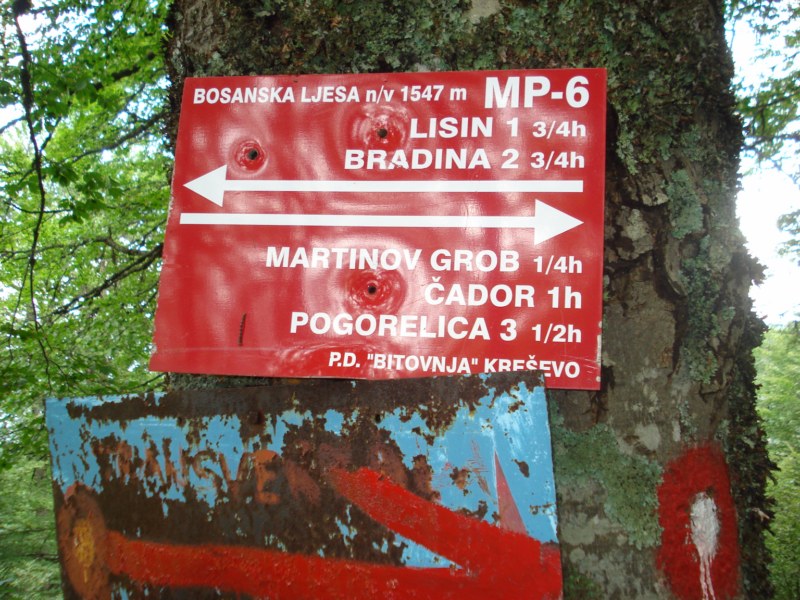 BOSANSKA LJESA n/v 1547 m MP-6
LISIN 1 3/4h
BRADINA 2 3/4h
MARTINOV GROB 1/4h
ČADOR 1h
POGORELICA 3 1/2h
P.D. "BITOVNJA" KREŠEVO